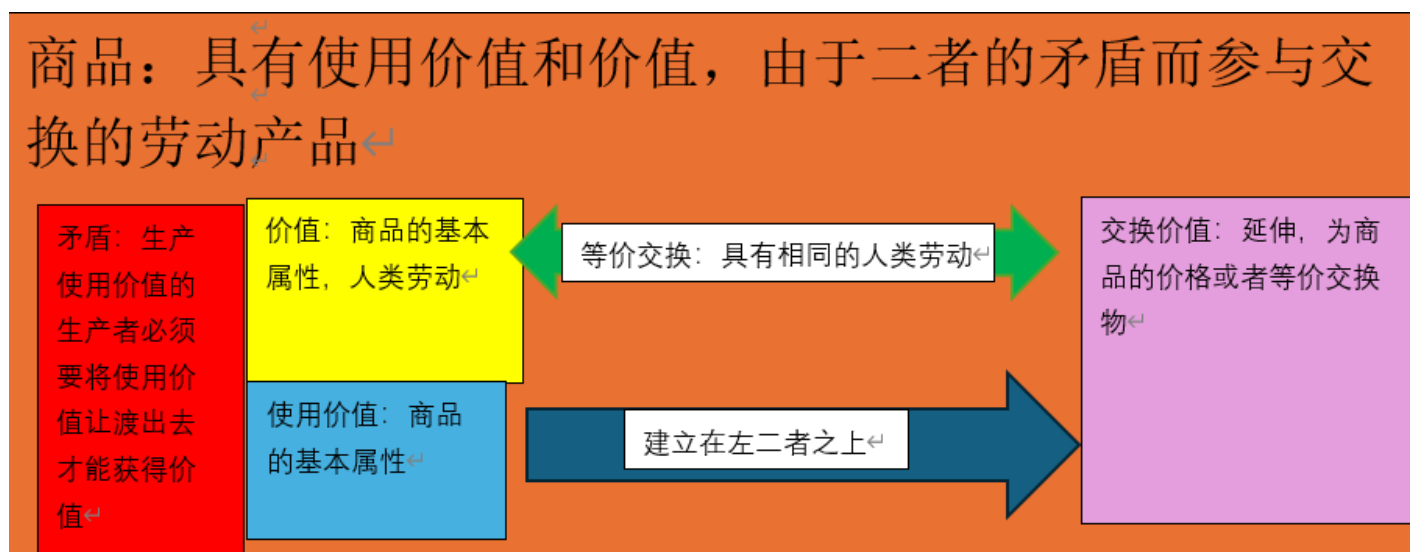 商品：具有使用价值和价值，由于二者的矛盾而参与交
换的劳动产品
矛盾：生产
使用价值的
生产者必须
要将使用价
值让渡出去
才能获得价
值
价值：商品的基本
属性，人类劳动
使用价值：商品
的基本属性
等价交换：具有相同的人类劳动
建立在左二者之上
交换价值：延伸，为商
品的价格或者等价交换
物